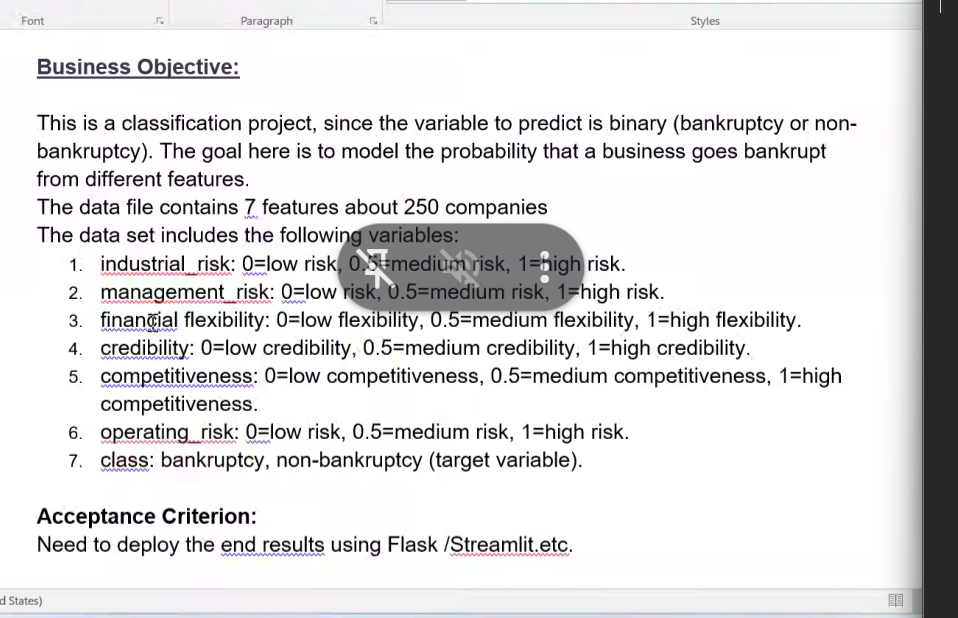 Font
Paragraph
Styles
Business Objective:
This is a classification project, since the variable to predict is binary (bankruptcy or non-
bankruptcy). The goal here is to model the probability that a business goes bankrupt
from different features.
The data file contains 7 features about 250 companies
The data set includes the following variables:
1. industrial_risk: 0=low risk, 0.5=medium risk, 1=high risk.
2. management_risk: 0=low risk, 0.5=medium risk, 1=high risk.
3. financial flexibility: 0=low flexibility, 0.5=medium flexibility, 1=high flexibility.
4. credibility: 0=low credibility, 0.5=medium credibility, 1=high credibility.
5. competitiveness: 0=low competitiveness, 0.5=medium competitiveness, 1=high
competitiveness.
6. operating_risk: 0=low risk, 0.5=medium risk, 1=high risk.
7. class: bankruptcy, non-bankruptcy (target variable).
Acceptance Criterion:
Need to deploy the end results using Flask /Streamlit.etc.
d States)